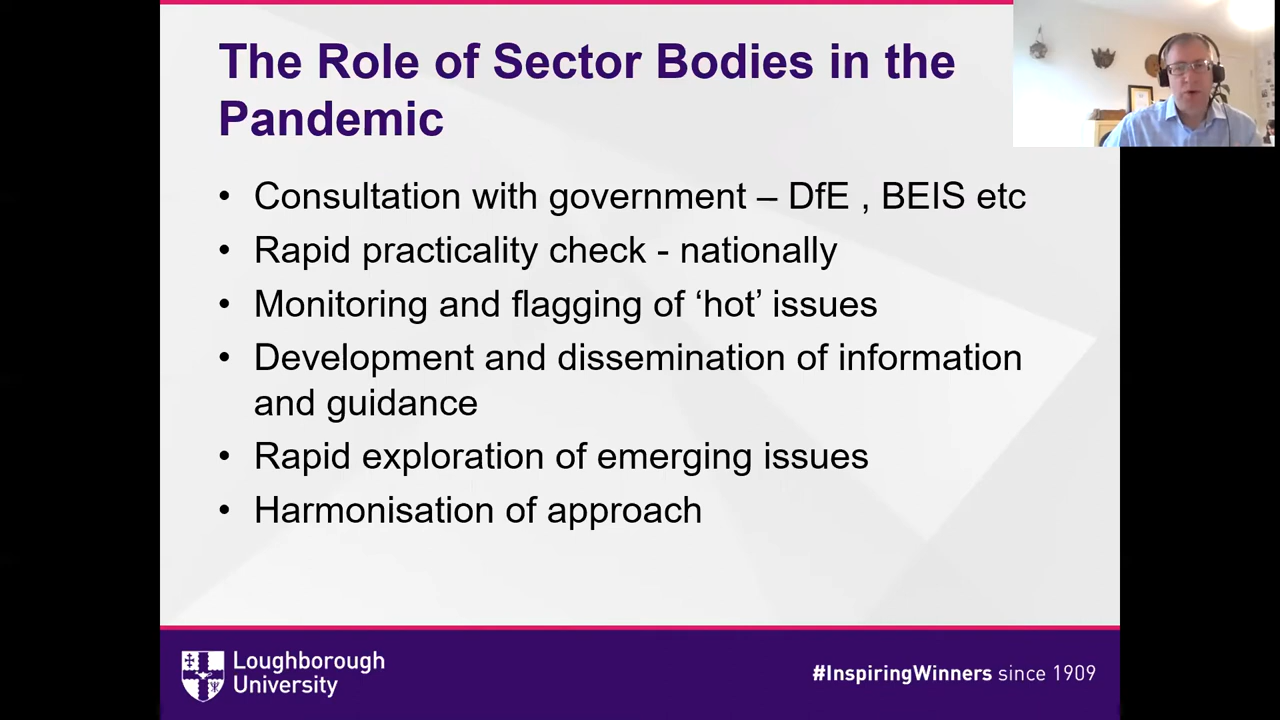 The Role of Sector Bodies in the
Pandemic
• Consultation with government – DfE , BEIS etc
• Rapid practicality check - nationally
• Monitoring and flagging of ‘hot’ issues
• Development and dissemination of information
and guidance
• Rapid exploration of emerging issues
• Harmonisation of approach
Loughborough
University
#InspiringWinners since 1909